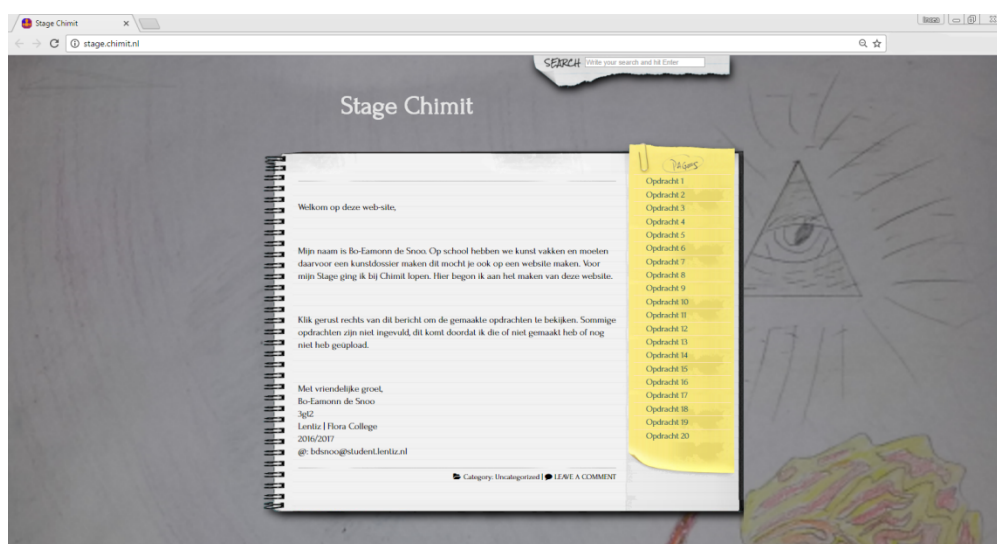 Stage Chimit
stage.chimit.nl
SEARCH Write your search and hit Enter
Stage Chimit
PAGES
Opdracht 1
Opdracht 2
Opdracht 3
Opdracht 4
Opdracht 5
Opdracht 6
Opdracht 7
Opdracht 8
Opdracht 9
Opdracht 10
Opdracht 11
Opdracht 12
Opdracht 13
Opdracht 14
Opdracht 15
Opdracht 16
Opdracht 17
Opdracht 18
Opdracht 19
Opdracht 20
Welkom op deze web-site,
Mijn naam is Bo-Eamonn de Snoo. Op school hebben we kunst vakken en moeten
daarvoor een kunstdossier maken dit mocht je ook op een website maken. Voor
mijn Stage ging ik bij Chimit lopen. Hier begon ik aan het maken van deze website.
Klik gerust rechts van dit bericht om de gemaakte opdrachten te bekijken. Sommige
opdrachten zijn niet ingevuld, dit komt doordat ik die of niet gemaakt heb of nog
niet heb geüpload.
Met vriendelijke groet,
Bo-Eamonn de Snoo
3gt2
Lentiz | Flora College
2016/2017
@: bdsnoo@student.lentiz.nl
Category: Uncategorized | LEAVE A COMMENT